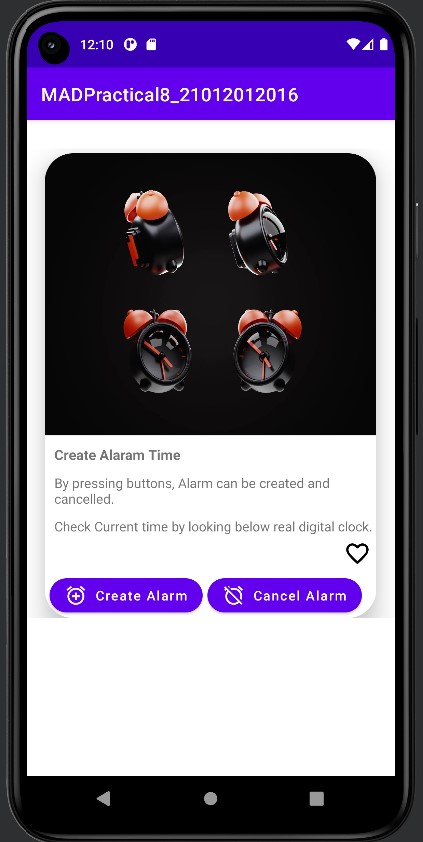 12:10
MADPractical8_21012012016
Create Alaram Time
By pressing buttons, Alarm can be created and
cancelled.
Check Current time by looking below real digital clock.
Create Alarm
Cancel Alarm